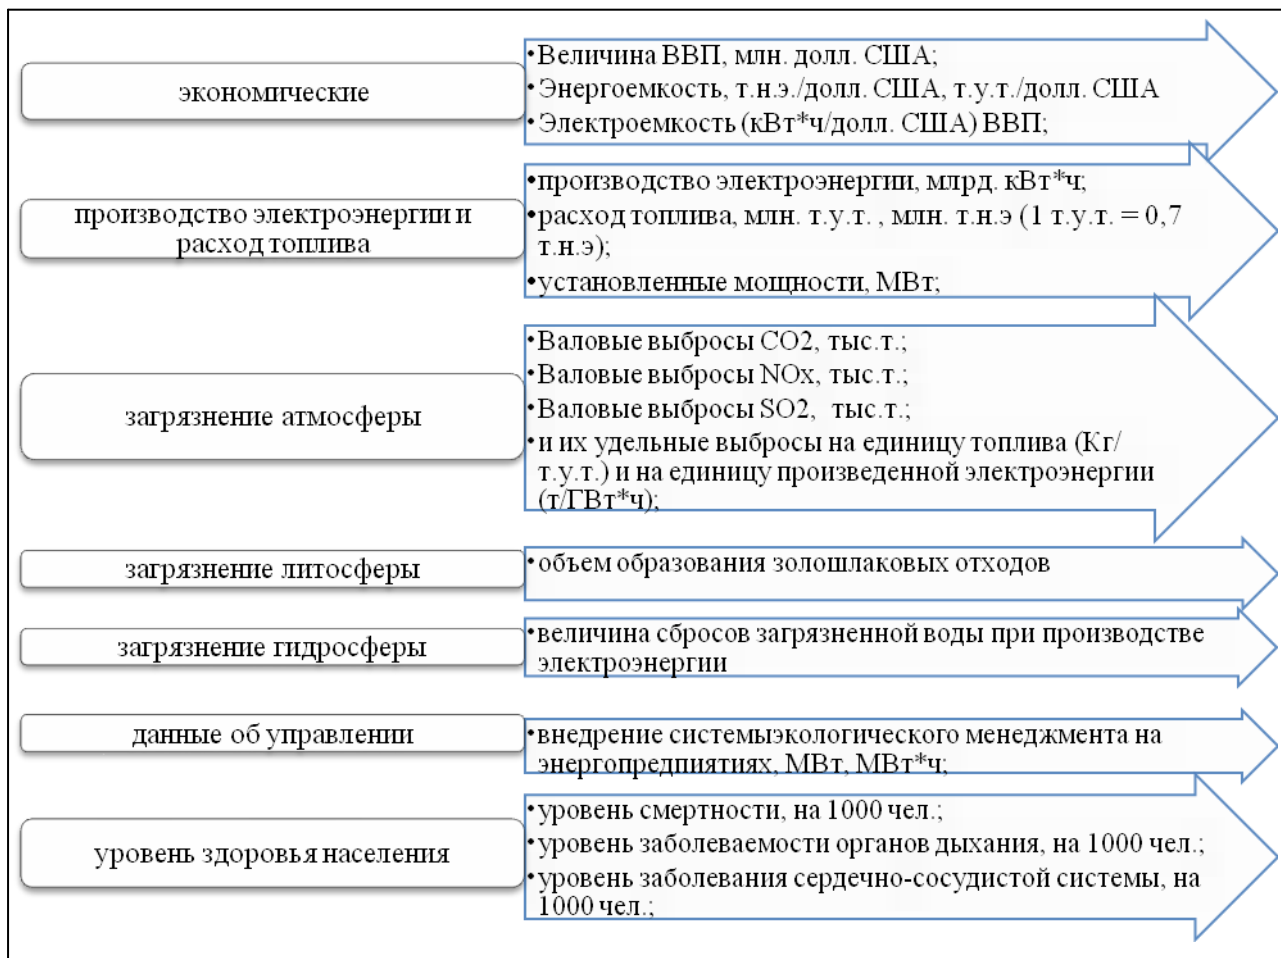 экономические
•Величина ВВП, млн. долл. США;
•Энергоемкость, т.н.э./долл. США, т.у.т./долл. США
•Электроемкость (кВт*ч/долл. США) ВВП;
производство электроэнергии и
расход топлива
•производство электроэнергии, млрд. кВт*ч;
•расход топлива, млн. т.у.т. , млн. т.н.э (1 т.у.т. = 0,7
т.н.э);
•установленные мощности, МВт;
загрязнение атмосферы
•Валовые выбросы CO2, тыс.т.;
•Валовые выбросы NOx, тыс.т.;
•Валовые выбросы SO2, тыс.т.;
•и их удельные выбросы на единицу топлива (Кг/
т.у.т.) и на единицу произведенной электроэнергии
(т/ГВт*ч);
загрязнение литосферы
•объем образования золошлаковых отходов
загрязнение гидросферы
•величина сбросов загрязненной воды при производстве
электроэнергии
данные об управлении
•внедрение системыэкологического менеджмента на
энергопредпиятиях, МВт, МВт*ч;
уровень здоровья населения
•уровень смертности, на 1000 чел.;
•уровень заболеваемости органов дыхания, на 1000 чел.;
•уровень заболевания сердечно-сосудистой системы, на
1000 чел.;